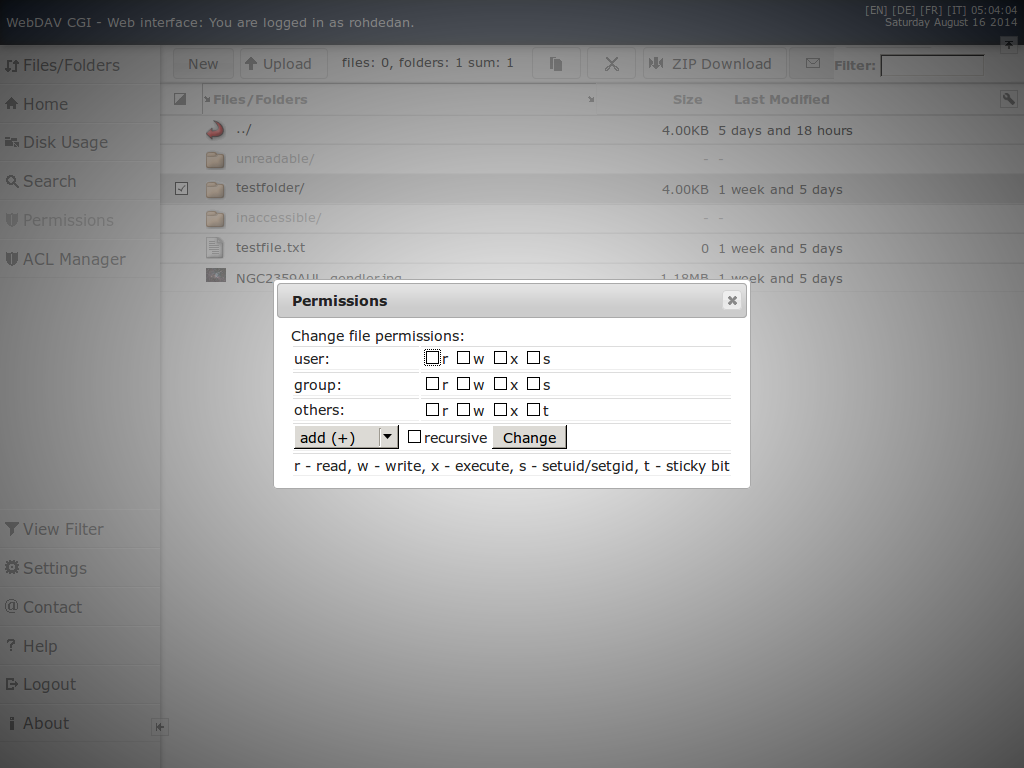 WebDAV CGI - Web interface: You are logged in as rohdedan.
[EN] [DE] [FR] [IT] 05:04:04
Saturday August 16 2014
Files/Folders
Home
Disk Usage
Search
Permissions
ACL Manager
View Filter
Settings
@ Contact
? Help
Logout
About
New Upload files: 0, folders: 1 sum: 1 ZIP Download Filter:
Files/Folders Size Last Modified
../ 4.00KB 5 days and 18 hours
unreadable/ - -
testfolder/ 4.00KB 1 week and 5 days
inaccessible/ - -
testfile.txt 0 1 week and 5 days
NGC2359AUL_gendler.jpg 1.18MB 1 week and 5 days
Permissions
Change file permissions:
user: r w x s
group: r w x s
others: r w x t
add (+) recursive Change
r - read, w - write, x - execute, s - setuid/setgid, t - sticky bit